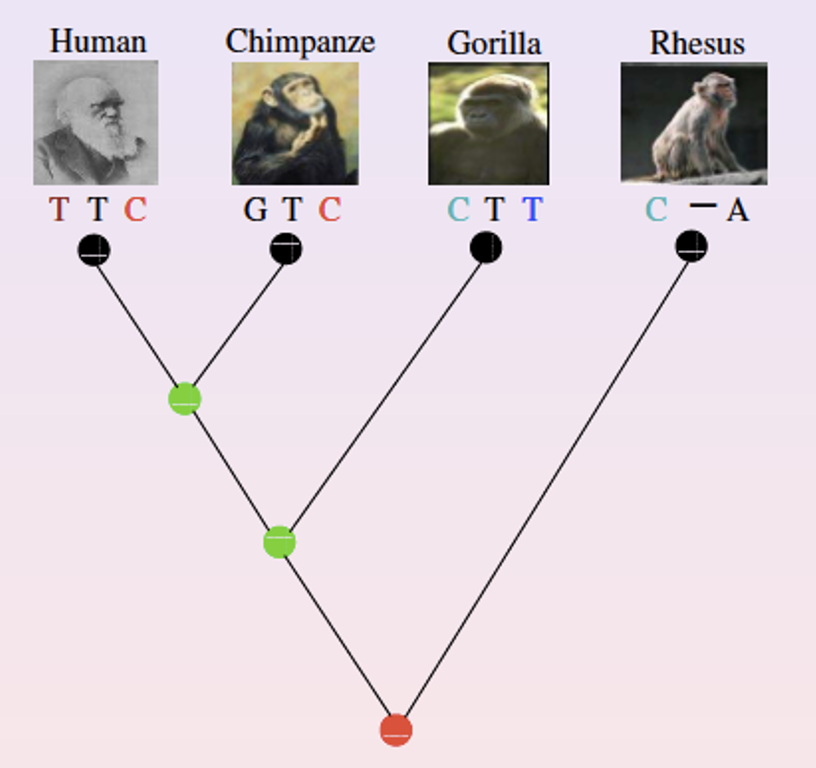 Human Chimpanze Gorilla Rhesus
T T C G T C C T T C – A